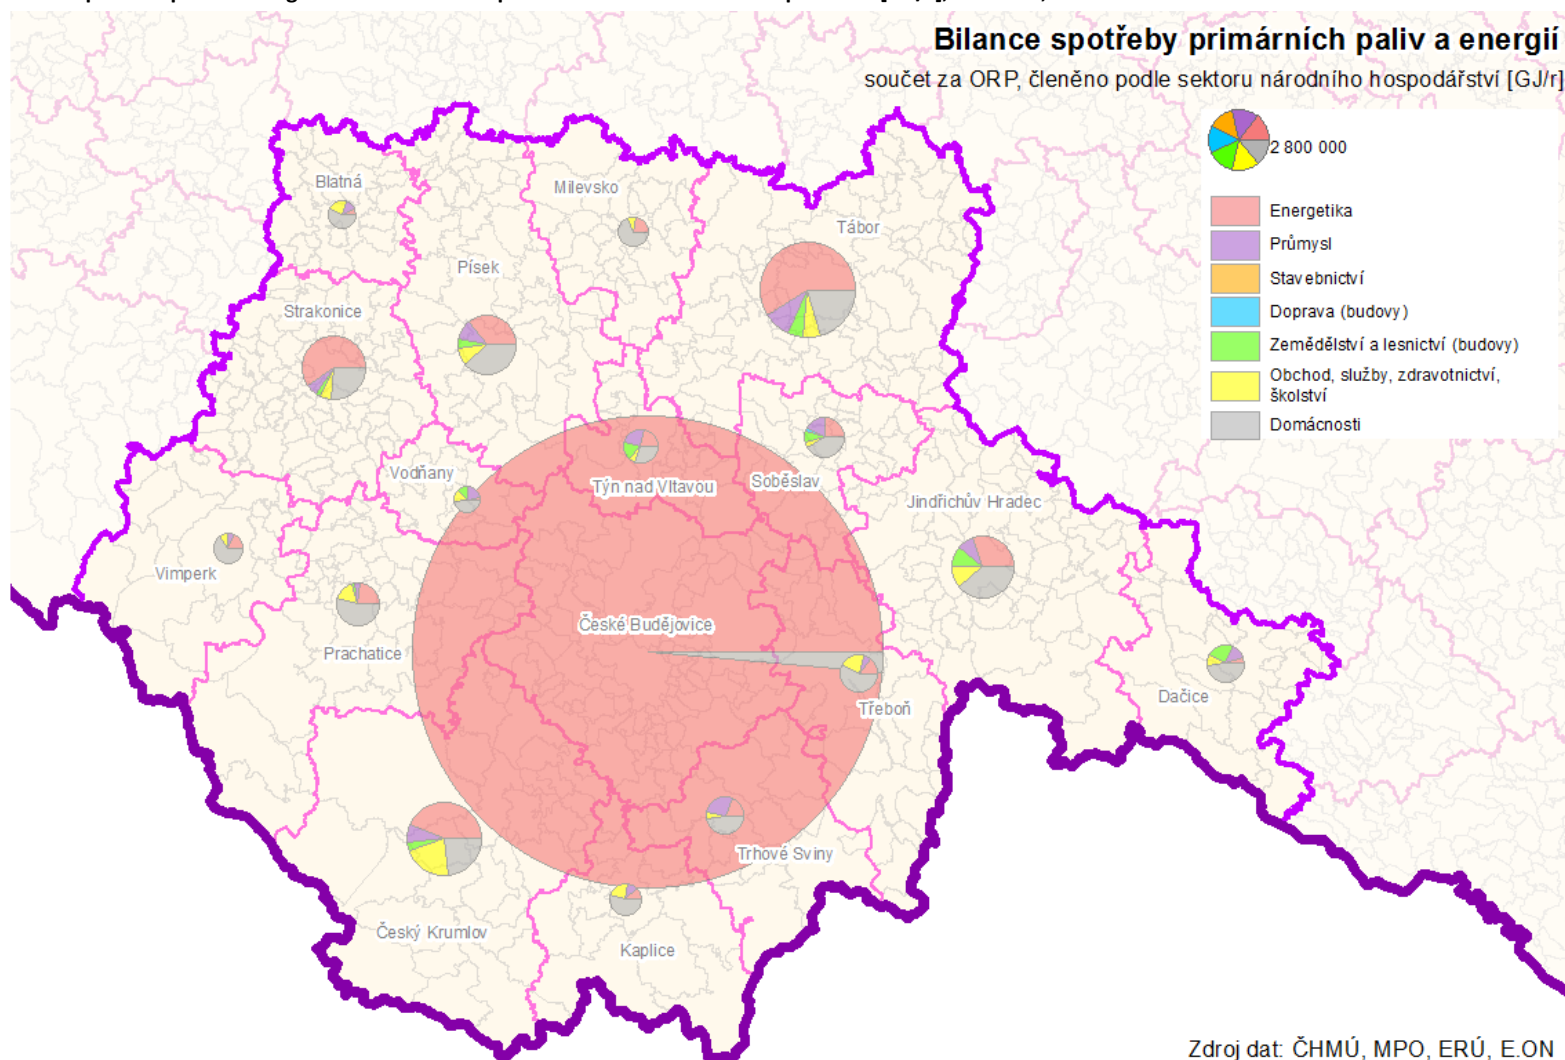 Bilance spotřeby primárních paliv a energií
součet za ORP, členěno podle sektoru národního hospodářství [GJ/r]
2 800 000
Energetika
Průmysl
Stavebnictví
Doprava (budovy)
Zemědělství a lesnictví (budovy)
Obchod, služby, zdravotnictví,
školství
Domácnosti
Blatná
Milevsko
Tábor
Písek
Strakonice
Vodňany
Týn nad Vltavou
Soběslav
Jindřichův Hradec
Vimperk
České Budějovice
Prachatice
Třeboň
Dačice
Trhové Sviny
Český Krumlov
Kaplice
Zdroj dat: ČHMÚ, MPO, ERÚ, E.ON